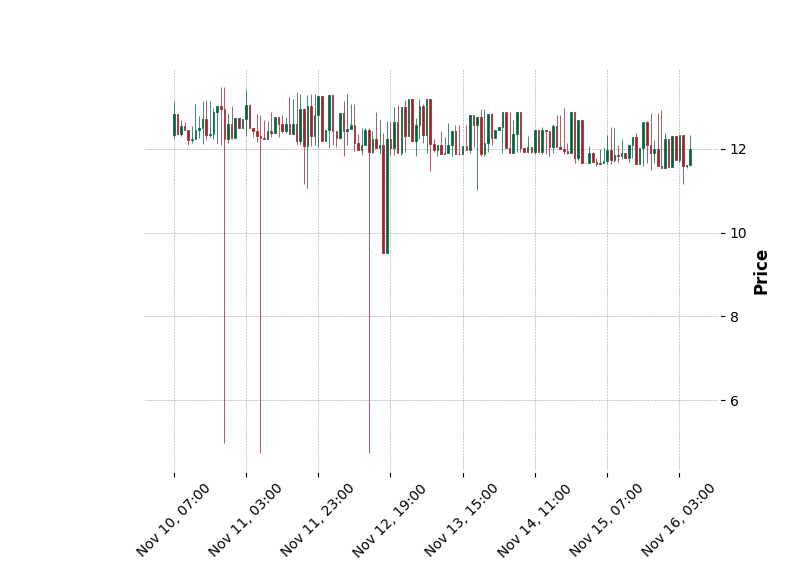 12
10
8
6
Price
Nov 10, 07:00
Nov 11, 03:00
Nov 11, 23:00
Nov 12, 19:00
Nov 13, 15:00
Nov 14, 11:00
Nov 15, 07:00
Nov 16, 03:00